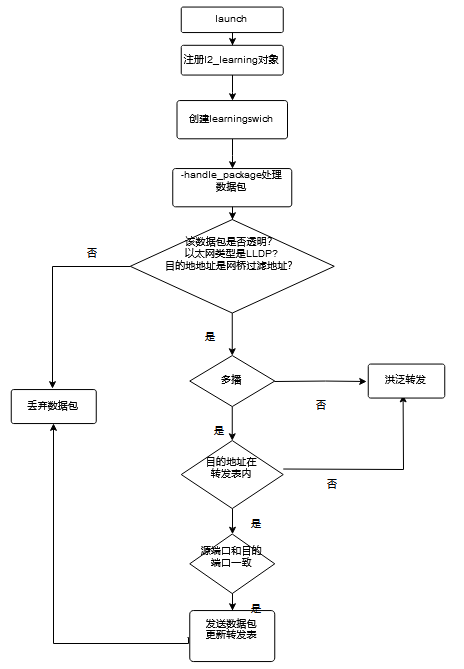 launch
注册l2_learning对象
创建learningswich
-handle_package处理
数据包
该数据包是否透明?
以太网类型是LLDP?
目的地地址是网桥过滤地址?
否
是
多播
洪泛转发
否
丢弃数据包
是
目的地址在
转发表内
否
是
源端口和目的
端口一致
是
发送数据包
更新转发表